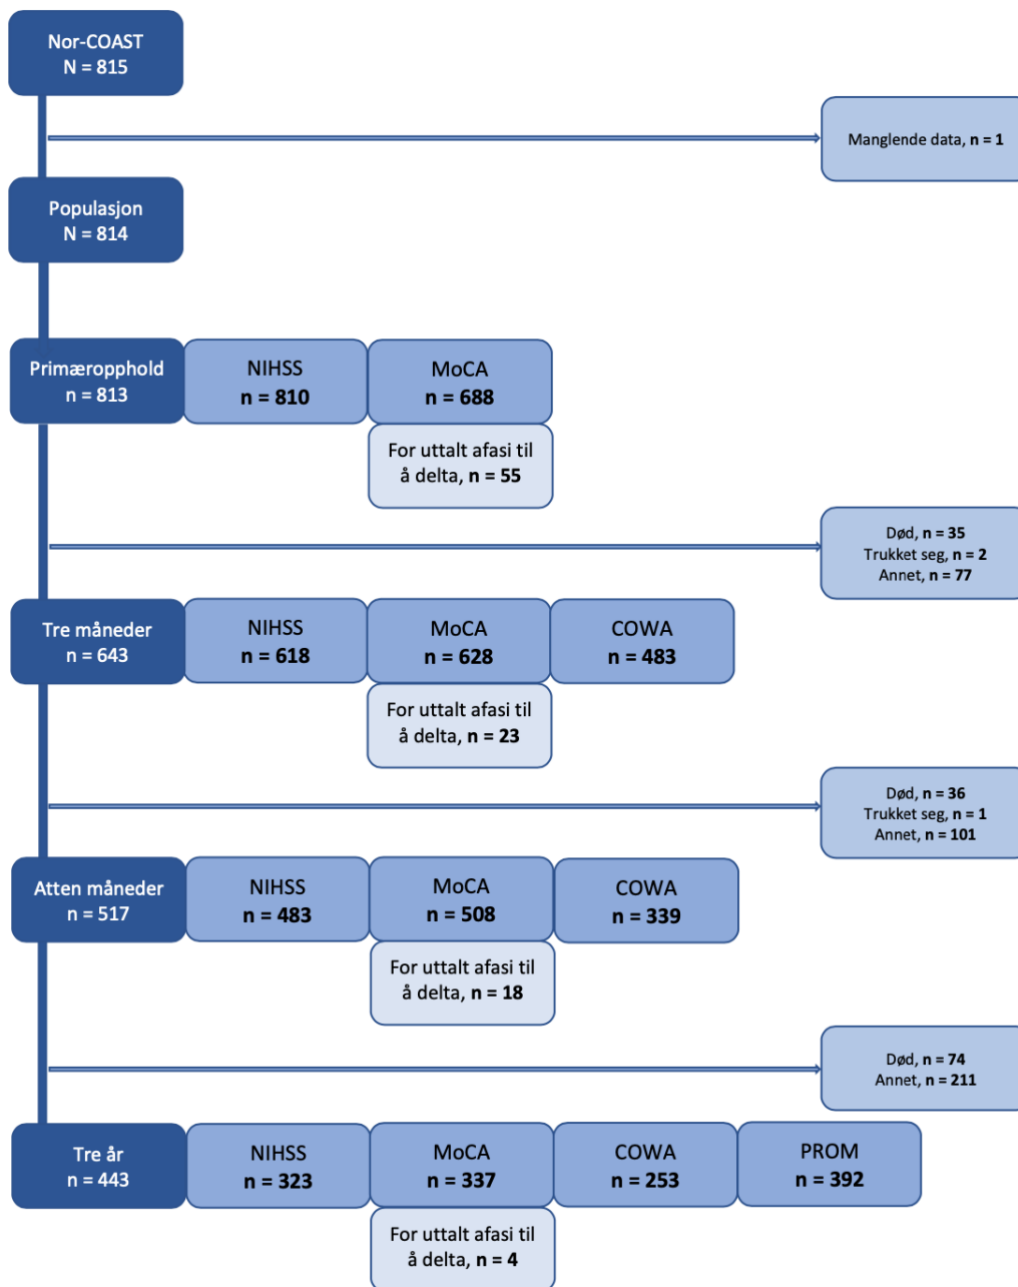 Nor-COAST
N = 815
Manglende data, n = 1
Populasjon
N = 814
Primæropphold
n = 813
NIHSS
n = 810
MoCA
n = 688
For uttalt afasi til
å delta, n = 55
Død, n = 35
Trukket seg, n = 2
Annet, n = 77
Tre måneder
n = 643
NIHSS
n = 618
MoCA
n = 628
COWA
n = 483
For uttalt afasi til
å delta, n = 23
Død, n = 36
Trukket seg, n = 1
Annet, n = 101
Atten måneder
n = 517
NIHSS
n = 483
MoCA
n = 508
COWA
n = 339
For uttalt afasi til
å delta, n = 18
Død, n = 74
Annet, n = 211
Tre år
n = 443
NIHSS
n = 323
MoCA
n = 337
COWA
n = 253
PROM
n = 392
For uttalt afasi til
å delta, n = 4